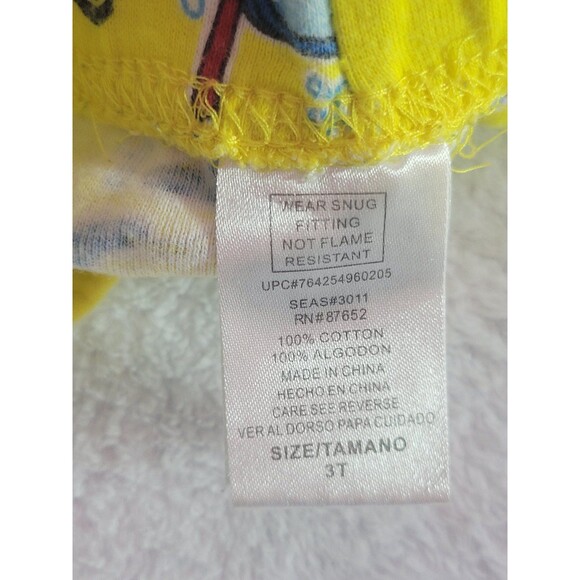 WEAR SNUG
FITTING
NOT FLAME
RESISTANT
UPC#764254960205
SEAS#3011
RN#87652
100% COTTON
100% ALGODON
MADE IN CHINA
HECHO EN CHINA
CARE SEE REVERSE
VER AL DORSO PAPA CUIDADO
SIZE/TAMANO
3T